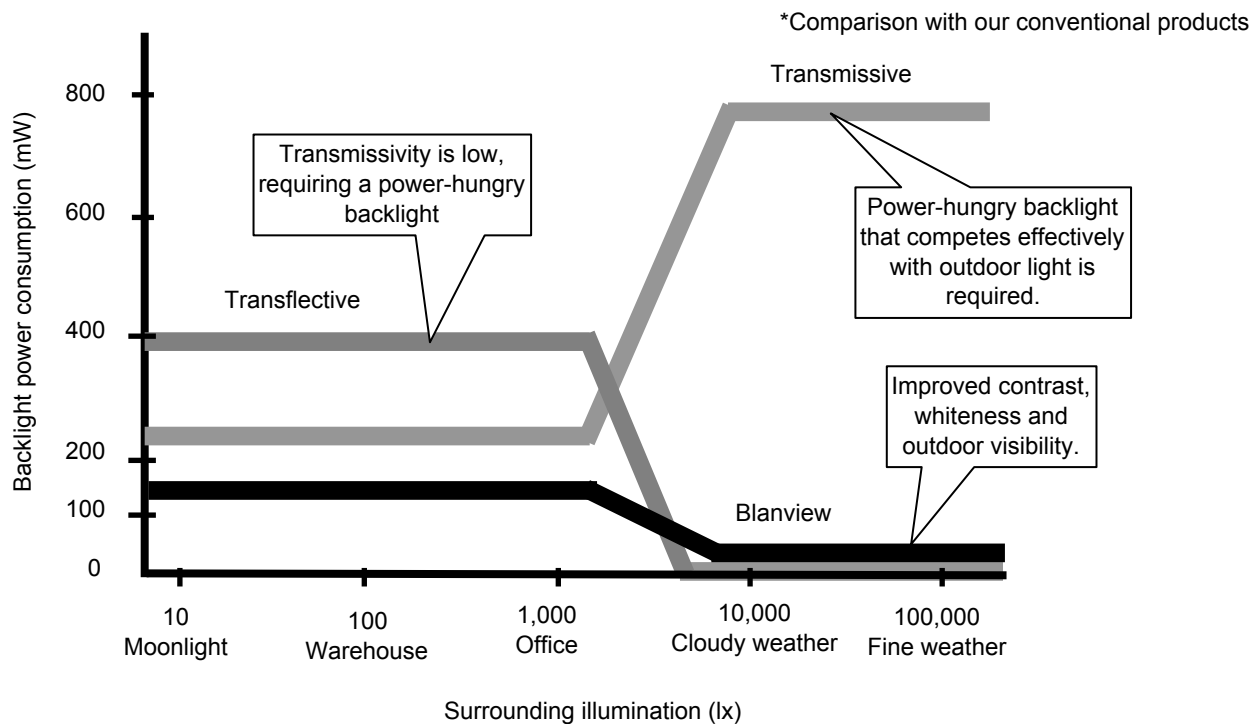 *Comparison with our conventional products
Transmissive
800
Transmissivity is low,
requiring a power-hungry
backlight
Power-hungry backlight
that competes effectively
with outdoor light is
required.
600
Transflective
400
Improved contrast,
whiteness and
outdoor visibility.
200
100
Blanview
0
Backlight power consumption (mW)
10
100
1,000
10,000
100,000
Moonlight
Warehouse
Office
Cloudy weather
Fine weather
Surrounding illumination (lx)